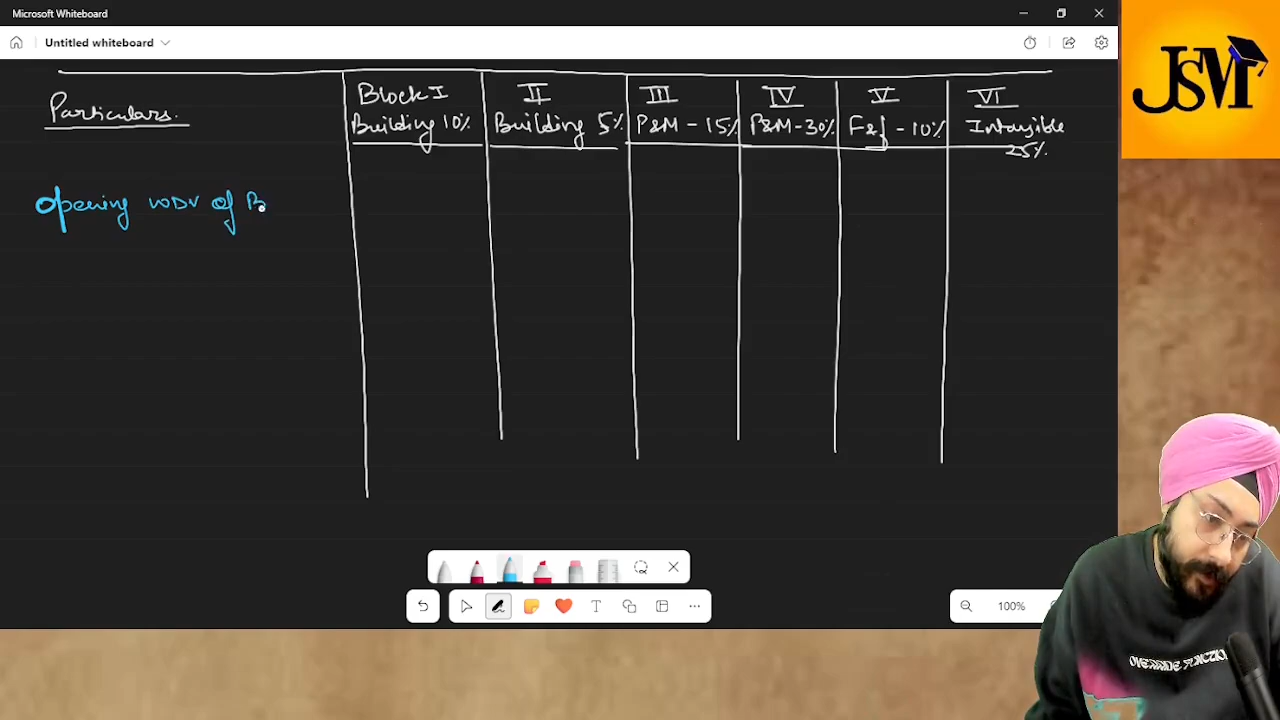 Microsoft Whiteboard
Untitled whiteboard
JSM
Particulars.
Block I
Building 10%
II
Building 5%
III
P&M - 15%
IV
P&M - 30%
V
F&f - 10%
VI
Intangible
25%.
Opening WDV of B
100%